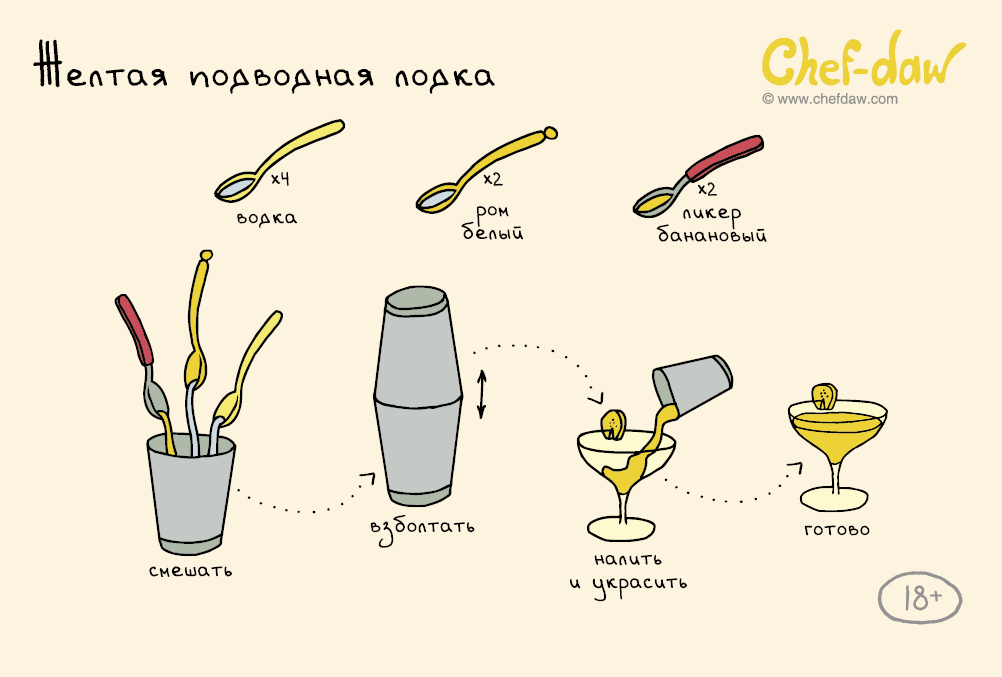 Желтая подводная лодка
Chef-daw
© www.chefdaw.com
x4
водка
x2
ром
белый
x2
ликер
банановый
смешать
взболтать
налить
и украсить
готово
18+